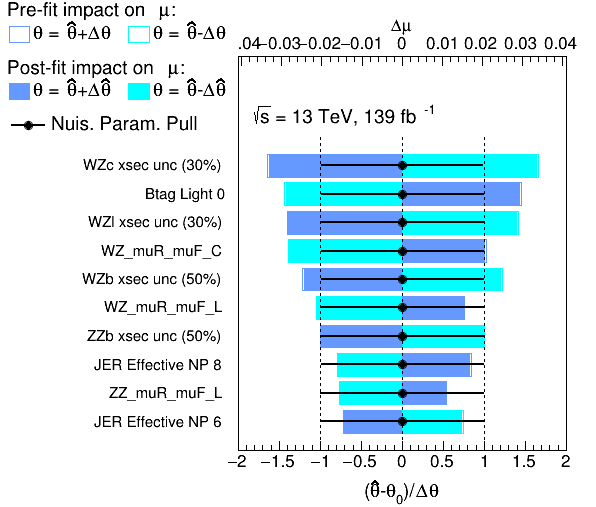 Pre-fit impact on μ:
θ = θ̂+Δθ θ = θ̂-Δθ
Post-fit impact on μ:
θ = θ̂+Δθ̂ θ = θ̂-Δθ̂
Nuis. Param. Pull
Δμ
.04 −0.03 −0.02 −0.01 0 0.01 0.02 0.03 0.04
√s = 13 TeV, 139 fb⁻¹
WZc xsec unc (30%)
Btag Light 0
WZl xsec unc (30%)
WZ_muR_muF_C
WZb xsec unc (50%)
WZ_muR_muF_L
ZZb xsec unc (50%)
JER Effective NP 8
ZZ_muR_muF_L
JER Effective NP 6
−2 −1.5 −1 −0.5 0 0.5 1 1.5 2
(θ̂-θ₀)/Δθ